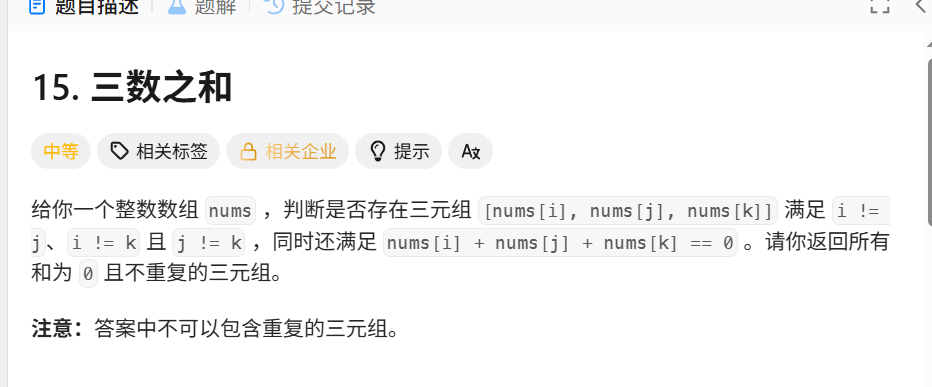 题目描述 | 题解 | 提交记录
15. 三数之和
中等 相关标签 相关企业 提示 Ax
给你一个整数数组 nums ，判断是否存在三元组 [nums[i], nums[j], nums[k]] 满足 i !=
j、i != k 且 j != k ，同时还满足 nums[i] + nums[j] + nums[k] == 0 。请你返回所有
和为 0 且不重复的三元组。
注意：答案中不可以包含重复的三元组。